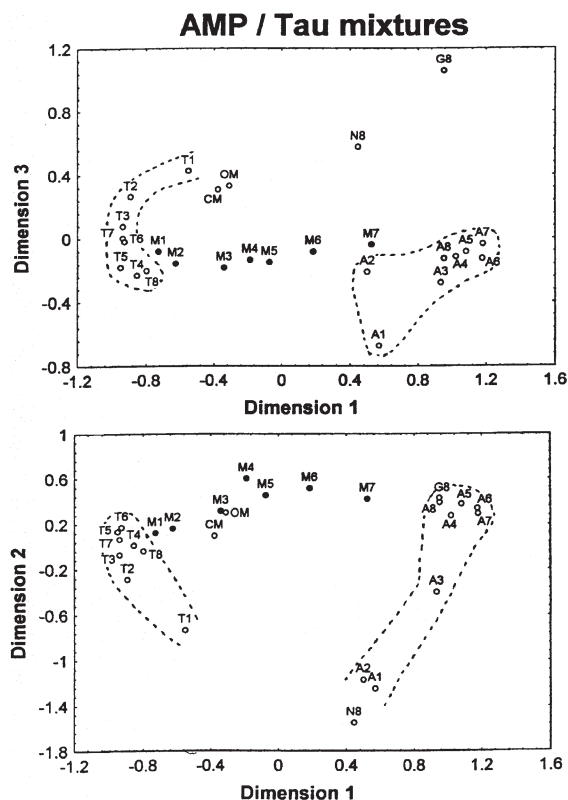 AMP / Tau mixtures
1.2
G8
0.8
N8
Dimension 3
0.4
T1
OM
T2
CM
T3
T7
T6
M1
M7
A7
A5
A8
0
M6
M4
M5
M2
M3
T5
T4
T8
A2
A4
A6
A3
-0.4
A1
-0.8
-1.2 -0.8 -0.4 0 0.4 0.8 1.2 1.6
Dimension 1
1
M4
M6
0.6
M5
M7
G8
A5
A6
M3
T6
M1
M2
CM
OM
A8
A4
A7
0.2
T5
T4
T7
T8
T3
-0.2
T2
A3
Dimension 2
-0.6
T1
-1
A2
A1
-1.4
N8
-1.8
-1.2 -0.8 -0.4 0 0.4 0.8 1.2 1.6
Dimension 1